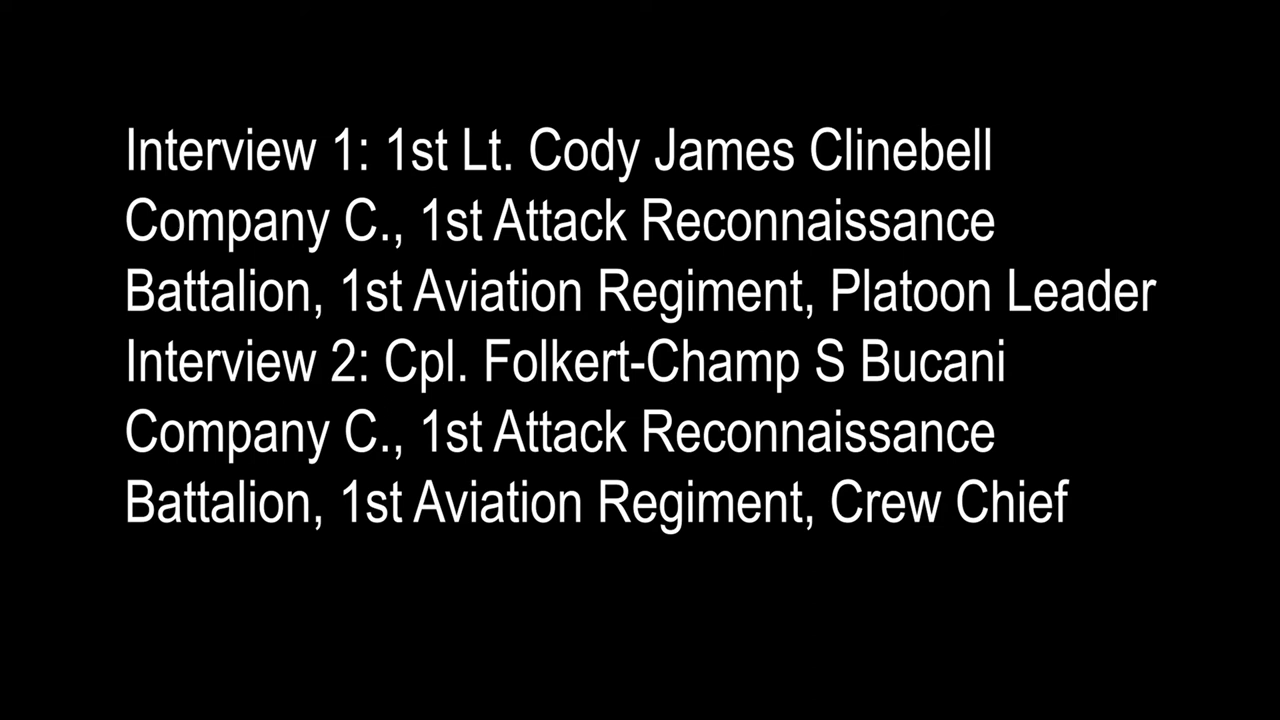 Interview 1: 1st Lt. Cody James Clinebell
Company C., 1st Attack Reconnaissance
Battalion, 1st Aviation Regiment, Platoon Leader
Interview 2: Cpl. Folkert-Champ S Bucani
Company C., 1st Attack Reconnaissance
Battalion, 1st Aviation Regiment, Crew Chief